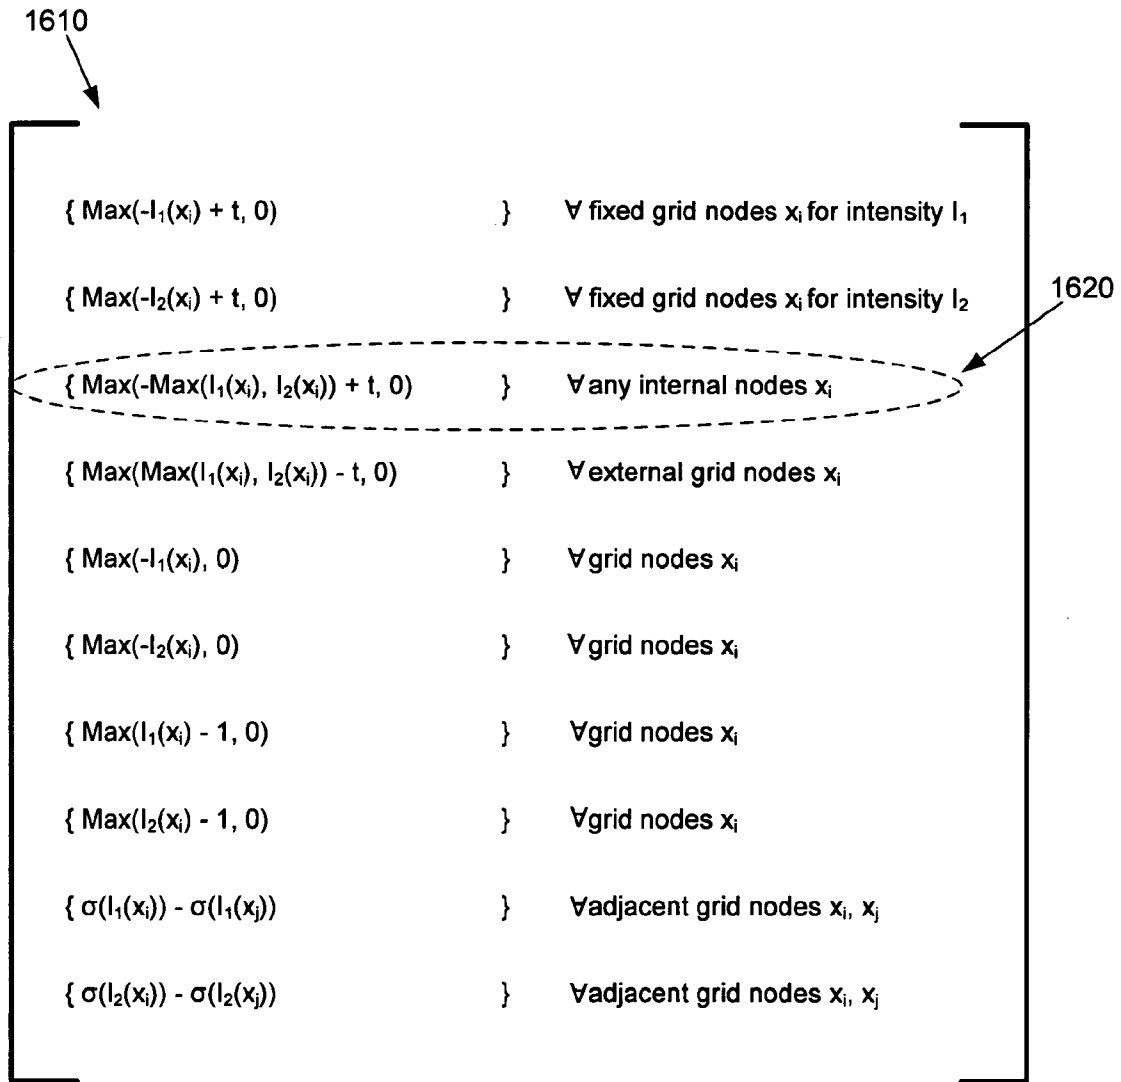 1610
{ Max(-I₁(xᵢ) + t, 0) } ∀ fixed grid nodes xᵢ for intensity I₁
{ Max(-I₂(xᵢ) + t, 0) } ∀ fixed grid nodes xᵢ for intensity I₂
1620
{ Max(-Max(I₁(xᵢ), I₂(xᵢ)) + t, 0) } ∀ any internal nodes xᵢ
{ Max(Max(I₁(xᵢ), I₂(xᵢ)) - t, 0) } ∀ external grid nodes xᵢ
{ Max(-I₁(xᵢ), 0) } ∀ grid nodes xᵢ
{ Max(-I₂(xᵢ), 0) } ∀ grid nodes xᵢ
{ Max(I₁(xᵢ) - 1, 0) } ∀ grid nodes xᵢ
{ Max(I₂(xᵢ) - 1, 0) } ∀ grid nodes xᵢ
{ σ(I₁(xᵢ)) - σ(I₁(xⱼ)) } ∀ adjacent grid nodes xᵢ, xⱼ
{ σ(I₂(xᵢ)) - σ(I₂(xⱼ)) } ∀ adjacent grid nodes xᵢ, xⱼ